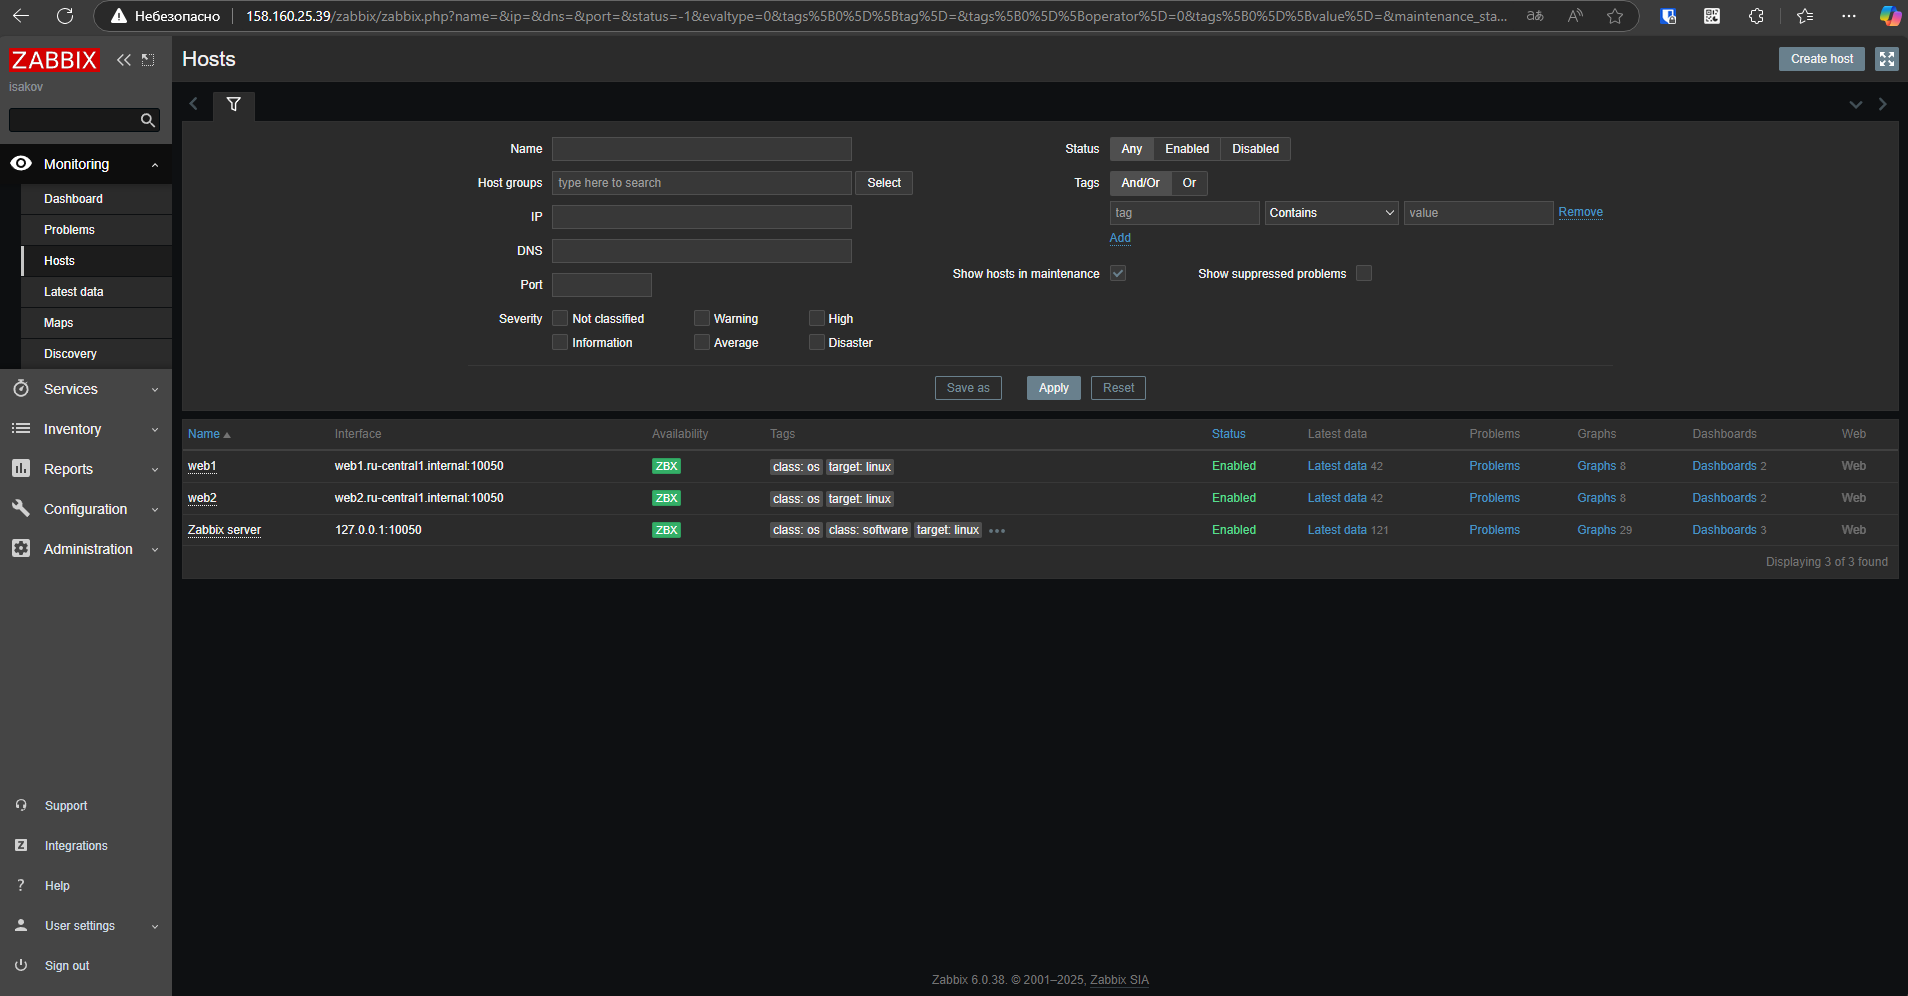 Небезопасно 158.160.25.39/zabbix/zabbix.php?name=&ip=&dns=&port=&status=-1&evaltype=0&tags%5B0%5D%5Btag%5D=&tags%5B0%5D%5Boperator%5D=0&tags%5B0%5D%5Bvalue%5D=&maintenance_sta...
ZABBIX
isakov
Monitoring
Dashboard
Problems
Hosts
Latest data
Maps
Discovery
Services
Inventory
Reports
Configuration
Administration
Support
Integrations
Help
User settings
Sign out
Hosts
Create host
Name
Host groups type here to search Select
IP
DNS
Port
Severity Not classified Warning High
Information Average Disaster
Status Any Enabled Disabled
Tags And/Or Or
tag Contains value Remove
Add
Show hosts in maintenance Show suppressed problems
Save as Apply Reset
Name Interface Availability Tags Status Latest data Problems Graphs Dashboards Web
web1 web1.ru-central1.internal:10050 ZBX class: os target: linux Enabled Latest data 42 Problems Graphs 8 Dashboards 2 Web
web2 web2.ru-central1.internal:10050 ZBX class: os target: linux Enabled Latest data 42 Problems Graphs 8 Dashboards 2 Web
Zabbix server 127.0.0.1:10050 ZBX class: os class: software target: linux Enabled Latest data 121 Problems Graphs 29 Dashboards 3 Web
Displaying 3 of 3 found
Zabbix 6.0.38. © 2001–2025, Zabbix SIA